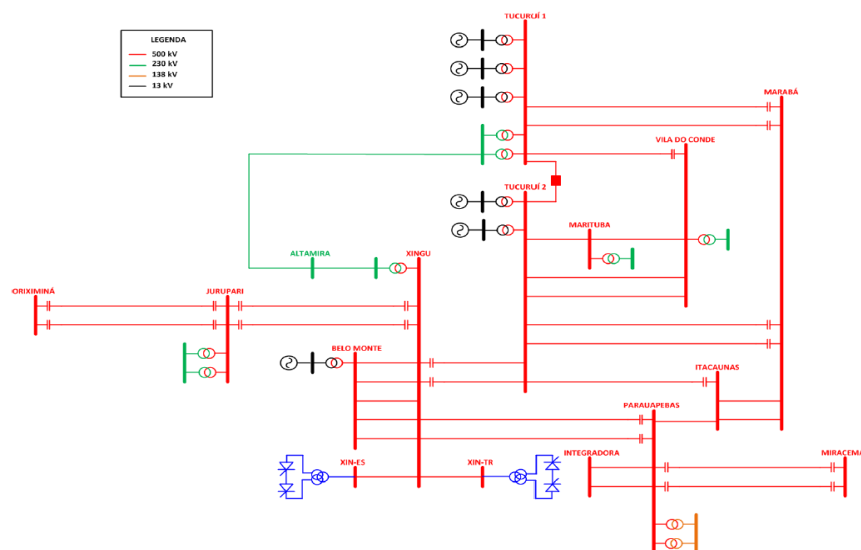 TUCURUÍ 1
LEGENDA
500 kV
230 kV
138 kV
13 kV
MARABÁ
VILA DO CONDE
TUCURUÍ 2
MARITUBA
ALTAMIRA
XINGU
ORIXIMINÁ
JURUPARI
BELO MONTE
ITACAUNAS
PARAUAPEBAS
INTEGRADORA
MIRACEMA
XIN-ES
XIN-TR